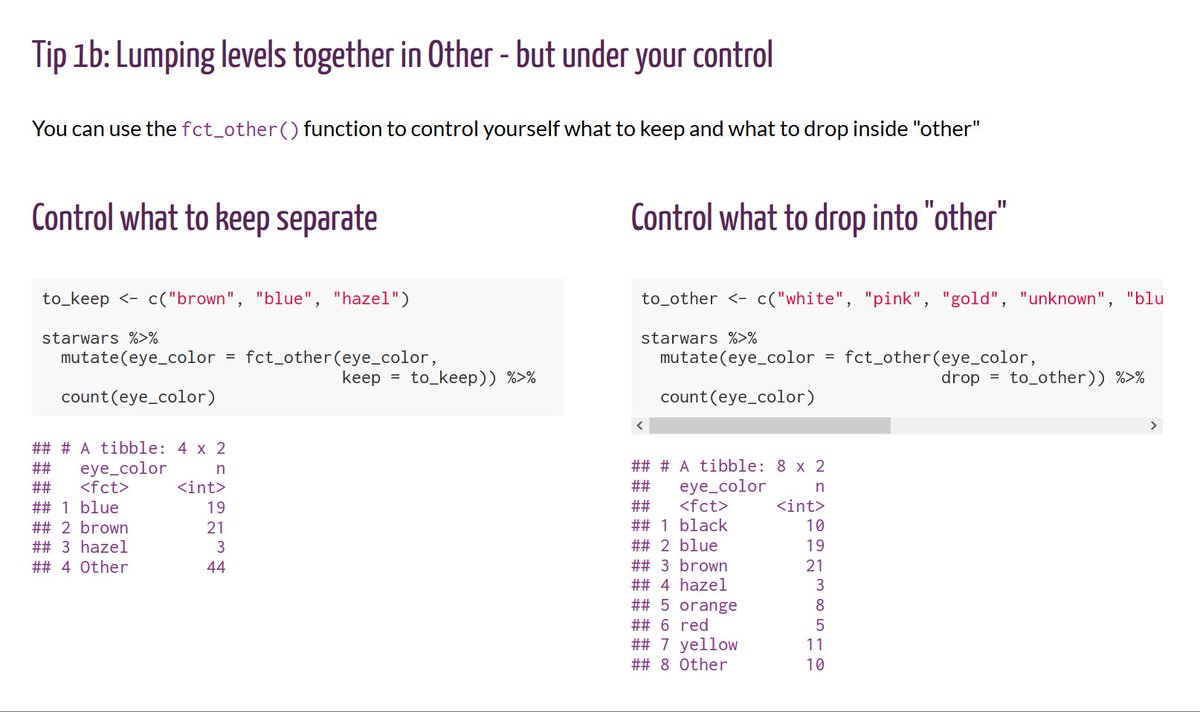 Tip 1b: Lumping levels together in Other - but under your control
You can use the fct_other() function to control yourself what to keep and what to drop inside "other"
Control what to keep separate
to_keep <- c("brown", "blue", "hazel")
starwars %>%
  mutate(eye_color = fct_other(eye_color,
                               keep = to_keep)) %>%
  count(eye_color)
## # A tibble: 4 x 2
##   eye_color     n
##   <fct>     <int>
## 1 blue         19
## 2 brown        21
## 3 hazel         3
## 4 Other        44
Control what to drop into "other"
to_other <- c("white", "pink", "gold", "unknown", "blu
starwars %>%
  mutate(eye_color = fct_other(eye_color,
                               drop = to_other)) %>%
  count(eye_color)
## # A tibble: 8 x 2
##   eye_color     n
##   <fct>     <int>
## 1 black        10
## 2 blue         19
## 3 brown        21
## 4 hazel         3
## 5 orange        8
## 6 red           5
## 7 yellow       11
## 8 Other        10